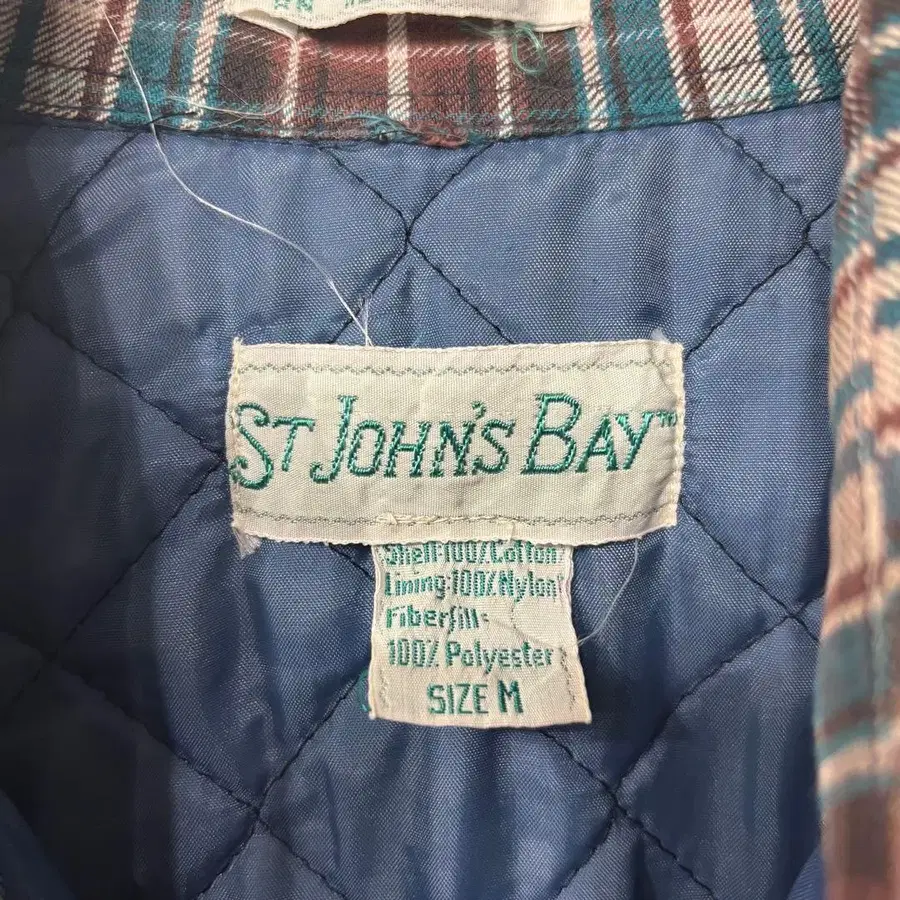 ST JOHN'S BAY™
Shell:100%Cotton
Lining:100%Nylon
Fiberfill:
100% Polyester
SIZE M